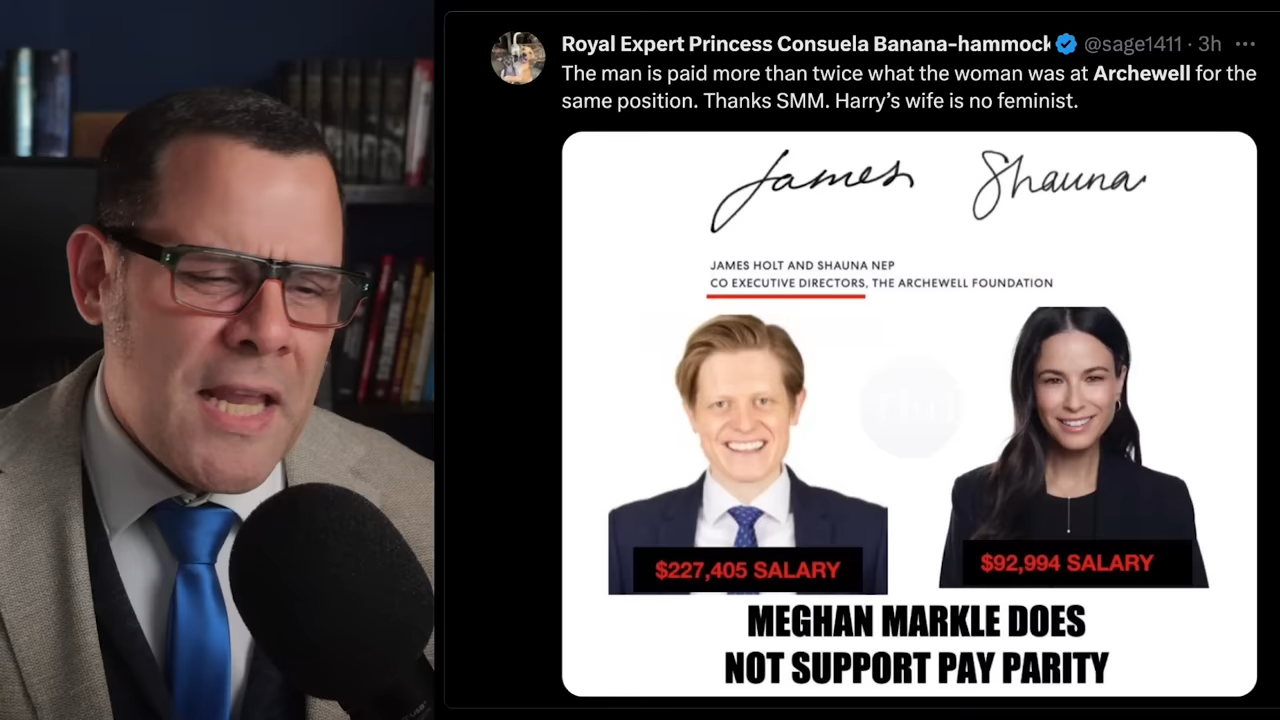 Royal Expert Princess Consuela Banana-hammock @sage1411 · 3h
The man is paid more than twice what the woman was at Archewell for the
same position. Thanks SMM. Harry’s wife is no feminist.
James Shauna
JAMES HOLT AND SHAUNA NEP
CO EXECUTIVE DIRECTORS, THE ARCHEWELL FOUNDATION
$227,405 SALARY
$92,994 SALARY
MEGHAN MARKLE DOES
NOT SUPPORT PAY PARITY